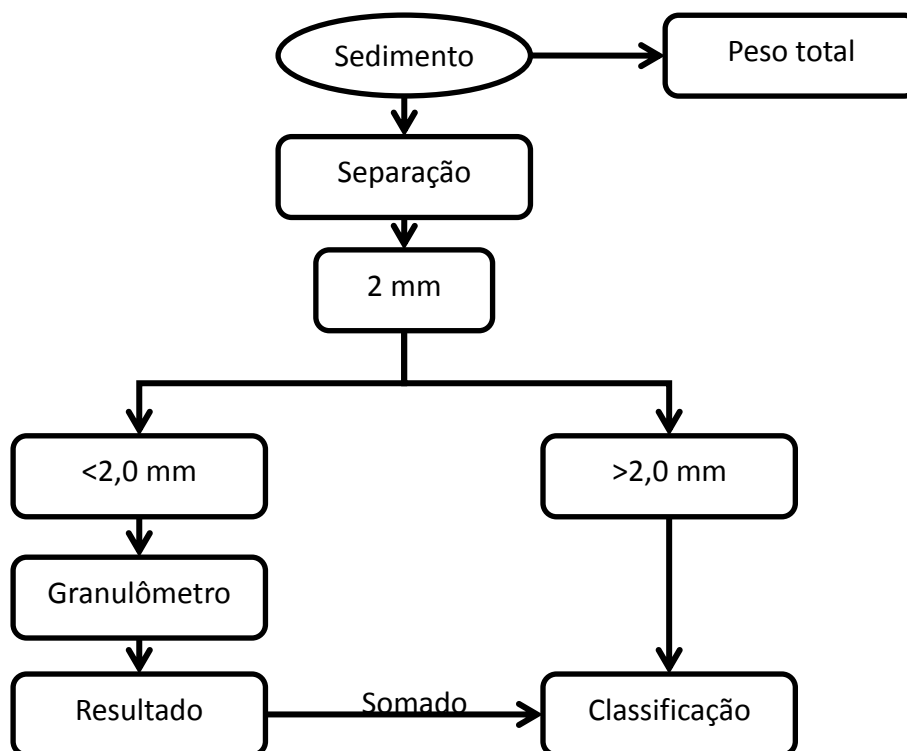 Sedimento
Peso total
Separação
2 mm
<2,0 mm
>2,0 mm
Granulômetro
Resultado
Somado
Classificação